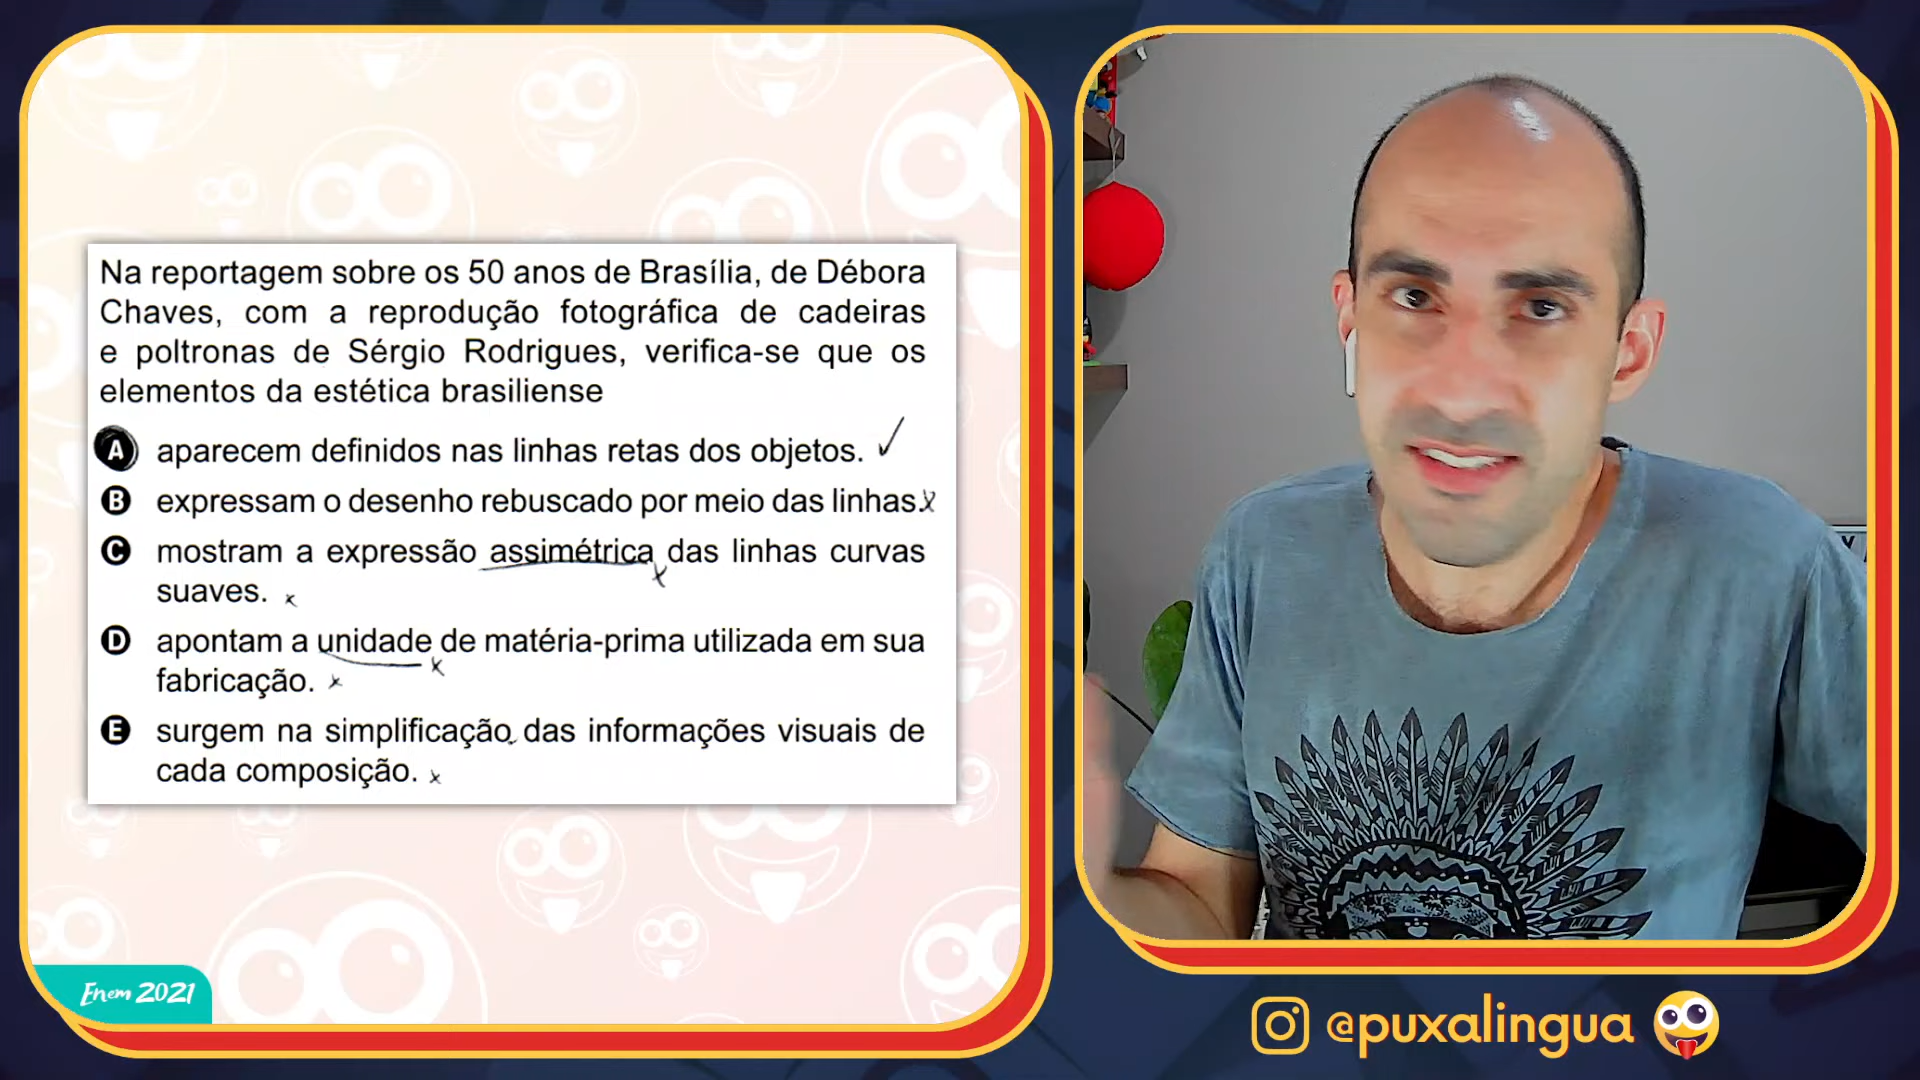 Na reportagem sobre os 50 anos de Brasília, de Débora
Chaves, com a reprodução fotográfica de cadeiras
e poltronas de Sérgio Rodrigues, verifica-se que os
elementos da estética brasiliense
A aparecem definidos nas linhas retas dos objetos.
B expressam o desenho rebuscado por meio das linhas.
C mostram a expressão assimétrica das linhas curvas
suaves.
D apontam a unidade de matéria-prima utilizada em sua
fabricação.
E surgem na simplificação das informações visuais de
cada composição.
Enem 2021
@puxalingua